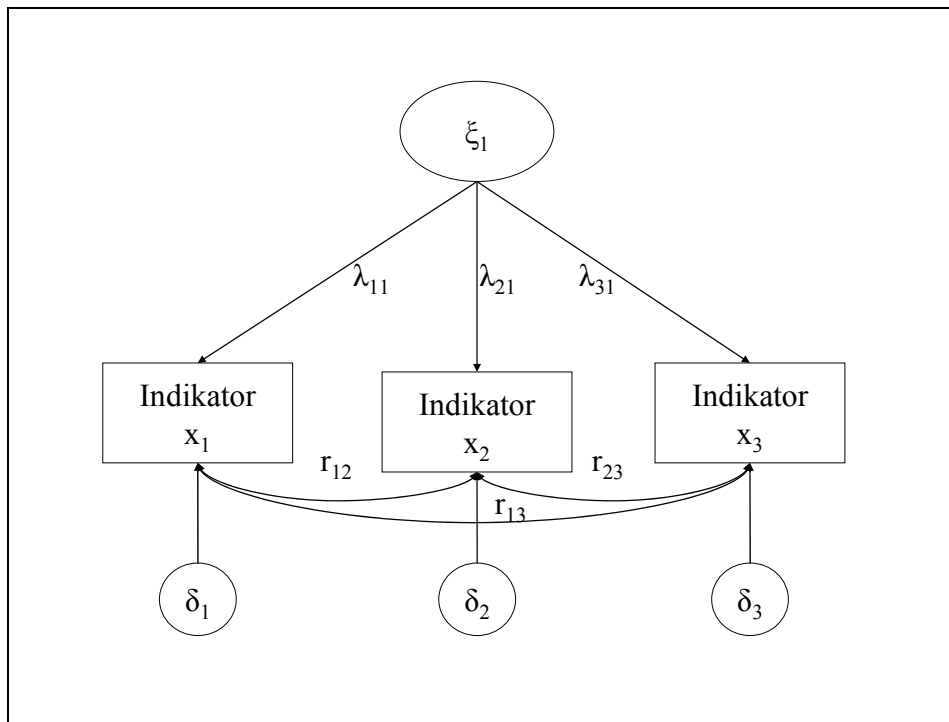 ξ₁
λ₁₁
λ₂₁
λ₃₁
Indikator
x₁
Indikator
x₂
Indikator
x₃
r₁₂
r₂₃
r₁₃
δ₁
δ₂
δ₃